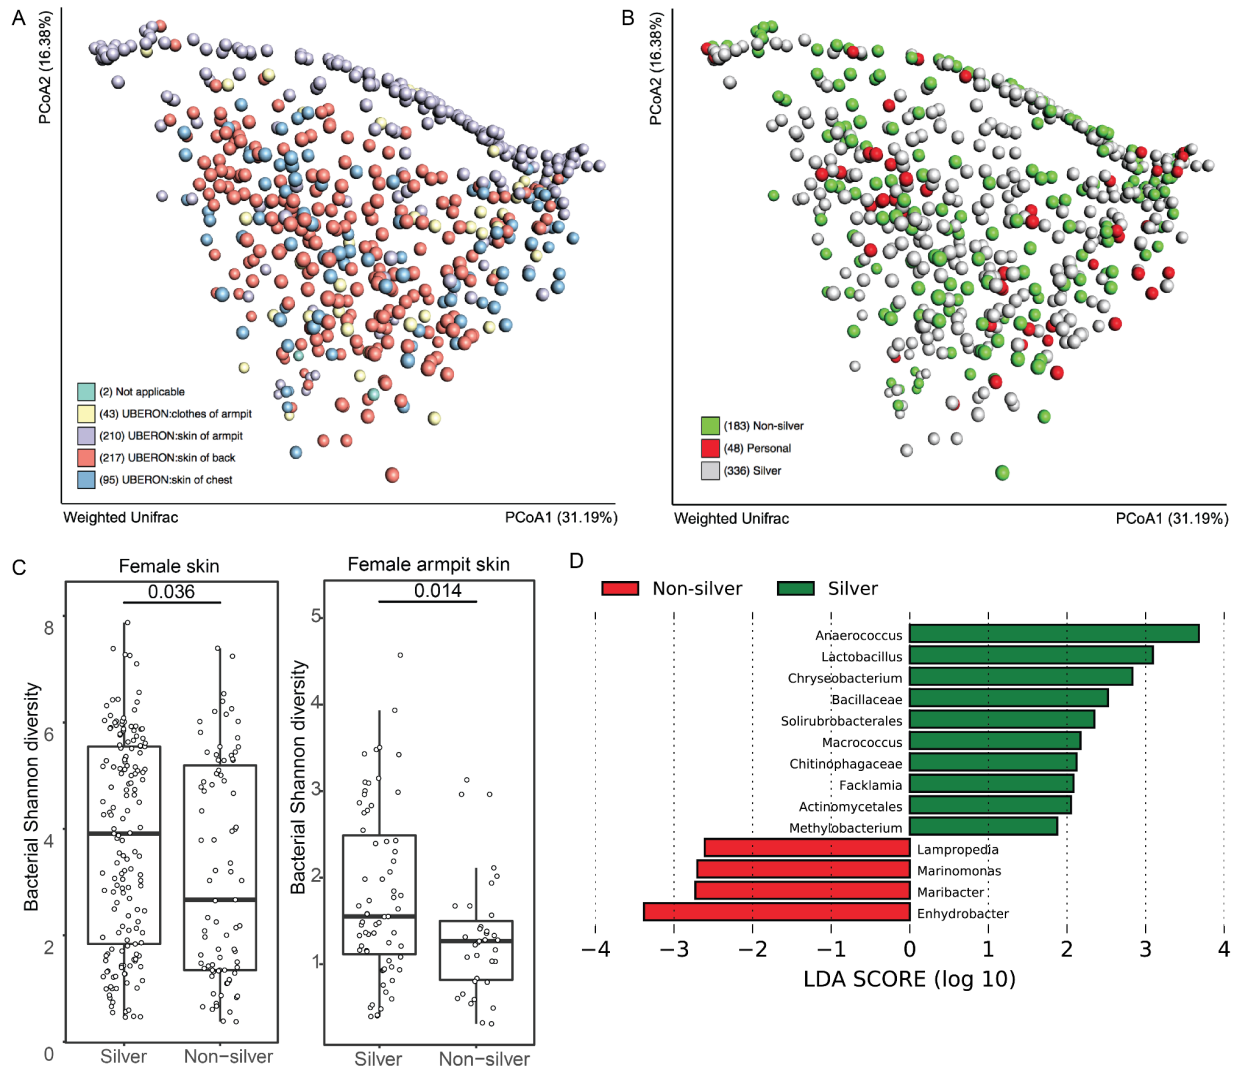 A
PCoA2 (16.38%)
(2) Not applicable
(43) UBERON:clothes of armpit
(210) UBERON:skin of armpit
(217) UBERON:skin of back
(95) UBERON:skin of chest
Weighted Unifrac
PCoA1 (31.19%)
B
PCoA2 (16.38%)
(183) Non-silver
(48) Personal
(336) Silver
Weighted Unifrac
PCoA1 (31.19%)
C
Female skin
0.036
Bacterial Shannon diversity
8
6
4
2
0
Silver
Non-silver
Female armpit skin
0.014
Bacterial Shannon diversity
5
4
3
2
1
Silver
Non-silver
D
Non-silver
Silver
Anaerococcus
Lactobacillus
Chryseobacterium
Bacillaceae
Solirubrobacterales
Macrococcus
Chitinophagaceae
Facklamia
Actinomycetales
Methylobacterium
Lampropedia
Marinomonas
Maribacter
Enhydrobacter
−4 −3 −2 −1 0 1 2 3 4
LDA SCORE (log 10)